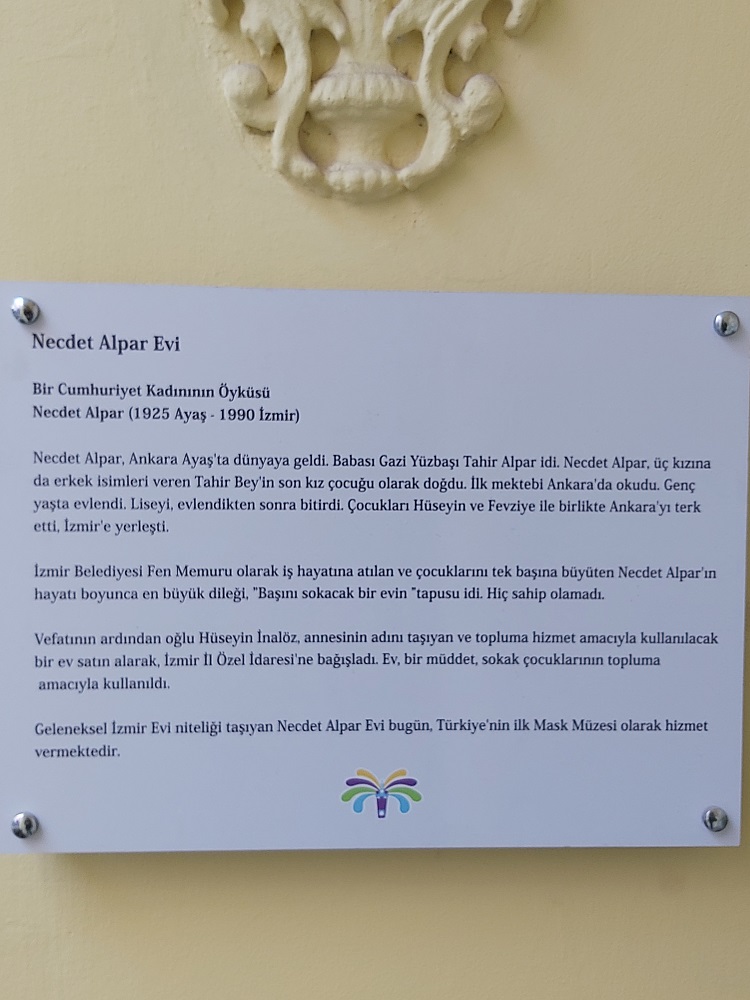 Necdet Alpar Evi
Bir Cumhuriyet Kadınının Öyküsü
Necdet Alpar (1925 Ayaş - 1990 İzmir)
Necdet Alpar, Ankara Ayaş'ta dünyaya geldi. Babası Gazi Yüzbaşı Tahir Alpar idi. Necdet Alpar, üç kızına
da erkek isimleri veren Tahir Bey'in son kız çocuğu olarak doğdu. İlk mektebi Ankara'da okudu. Genç
yaşta evlendi. Liseyi, evlendikten sonra bitirdi. Çocukları Hüseyin ve Fevziye ile birlikte Ankara'yı terk
etti, İzmir'e yerleşti.
İzmir Belediyesi Fen Memuru olarak iş hayatına atılan ve çocuklarını tek başına büyüten Necdet Alpar'ın
hayatı boyunca en büyük dileği, "Başını sokacak bir evin "tapusu idi. Hiç sahip olamadı.
Vefatının ardından oğlu Hüseyin İnalöz, annesinin adını taşıyan ve topluma hizmet amacıyla kullanılacak
bir ev satın alarak, İzmir İl Özel İdaresi'ne bağışladı. Ev, bir müddet, sokak çocuklarının topluma
amacıyla kullanıldı.
Geleneksel İzmir Evi niteliği taşıyan Necdet Alpar Evi bugün, Türkiye'nin ilk Mask Müzesi olarak hizmet
vermektedir.